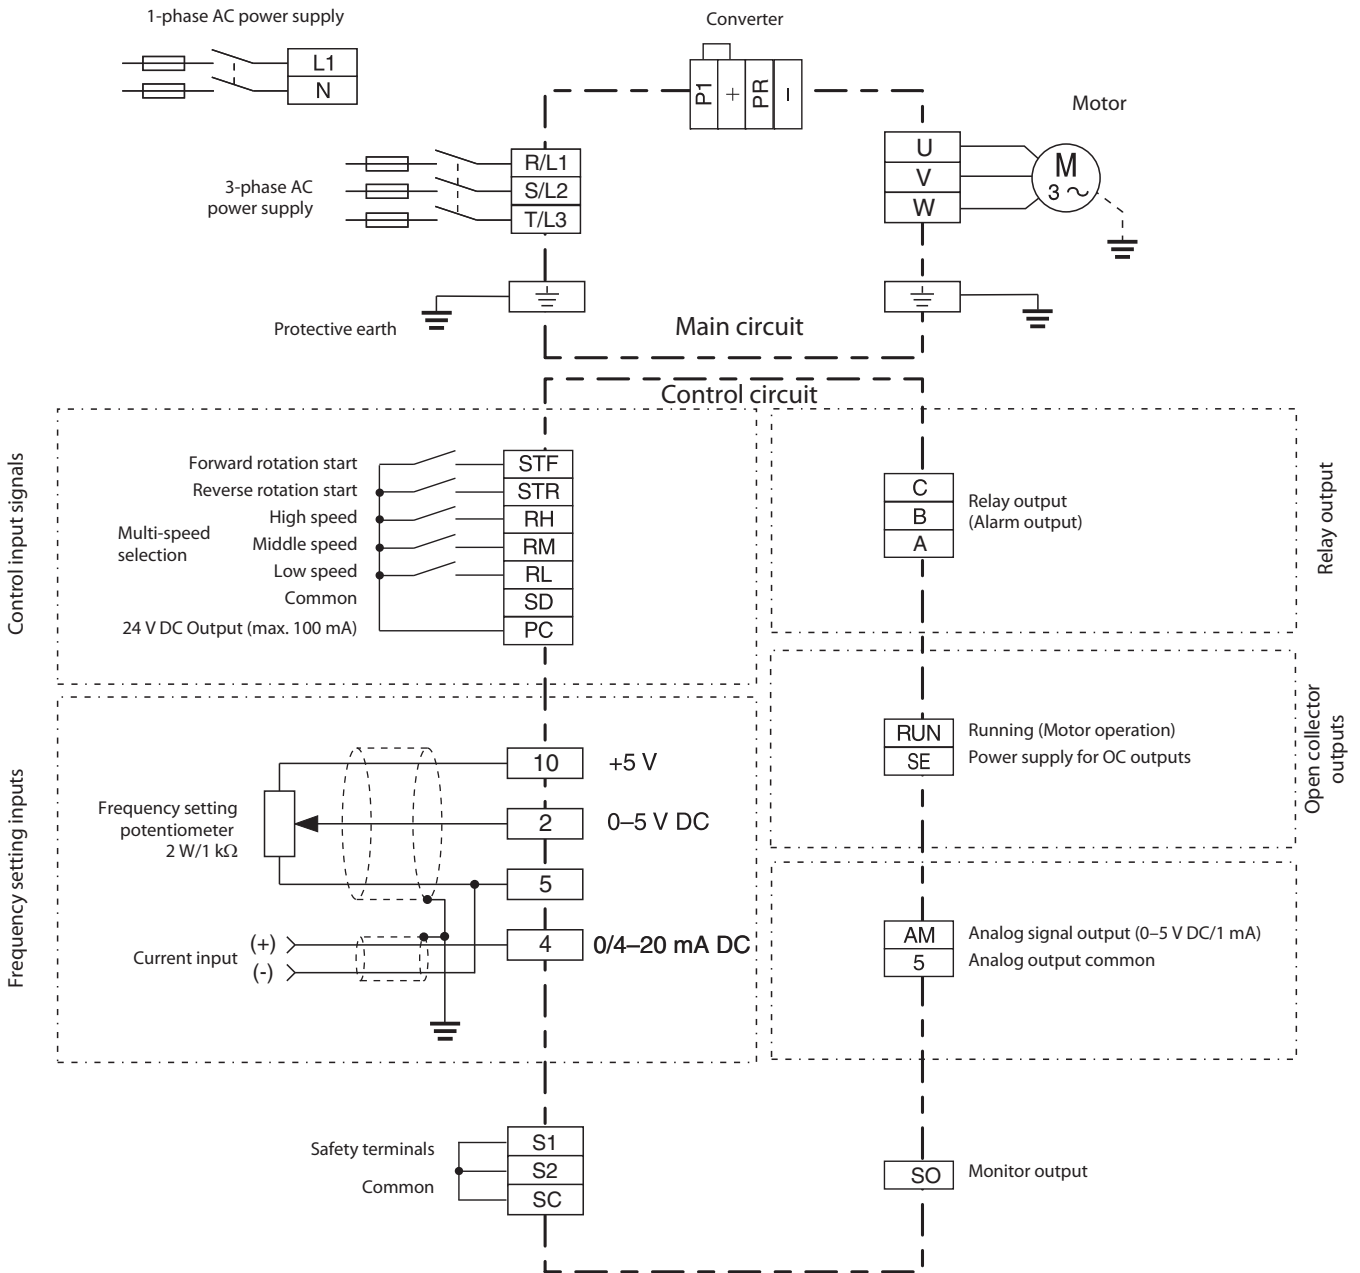 1-phase AC power supply
L1
N
Converter
P1
+
PR
–
Motor
R/L1
S/L2
T/L3
3-phase AC
power supply
U
V
W
M
3 ~
Protective earth
Main circuit
Control circuit
Control input signals
Forward rotation start
STF
Reverse rotation start
STR
High speed
RH
Multi-speed
selection
Middle speed
RM
Low speed
RL
Common
SD
24 V DC Output (max. 100 mA)
PC
C
B
A
Relay output
(Alarm output)
Relay output
RUN
Running (Motor operation)
SE
Power supply for OC outputs
Open collector
outputs
Frequency setting inputs
Frequency setting
potentiometer
2 W/1 kΩ
10
+5 V
2
0–5 V DC
5
Current input
(+)
(-)
4
0/4–20 mA DC
AM
Analog signal output (0–5 V DC/1 mA)
5
Analog output common
Safety terminals
Common
S1
S2
SC
SO
Monitor output